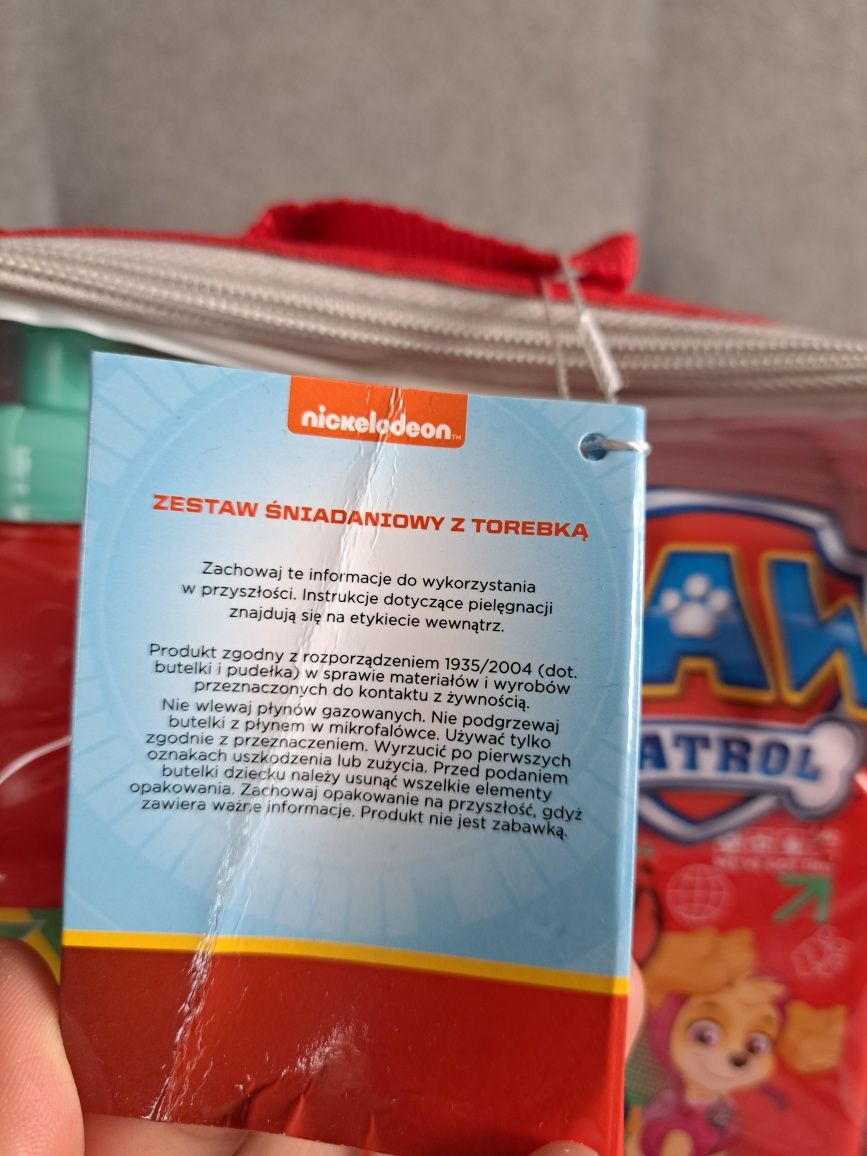 nickelodeon™
ZESTAW ŚNIADANIOWY Z TOREBKĄ
Zachowaj te informacje do wykorzystania
w przyszłości. Instrukcje dotyczące pielęgnacji
znajdują się na etykiecie wewnątrz.
Produkt zgodny z rozporządzeniem 1935/2004 (dot.
butelki i pudełka) w sprawie materiałów i wyrobów
przeznaczonych do kontaktu z żywnością.
Nie wlewaj płynów gazowanych. Nie podgrzewaj
butelki z płynem w mikrofalówce. Używać tylko
zgodnie z przeznaczeniem. Wyrzucić po pierwszych
oznakach uszkodzenia lub zużycia. Przed podaniem
butelki dziecku należy usunąć wszelkie elementy
opakowania. Zachowaj opakowanie na przyszłość, gdyż
zawiera ważne informacje. Produkt nie jest zabawką.
AW
ATROL